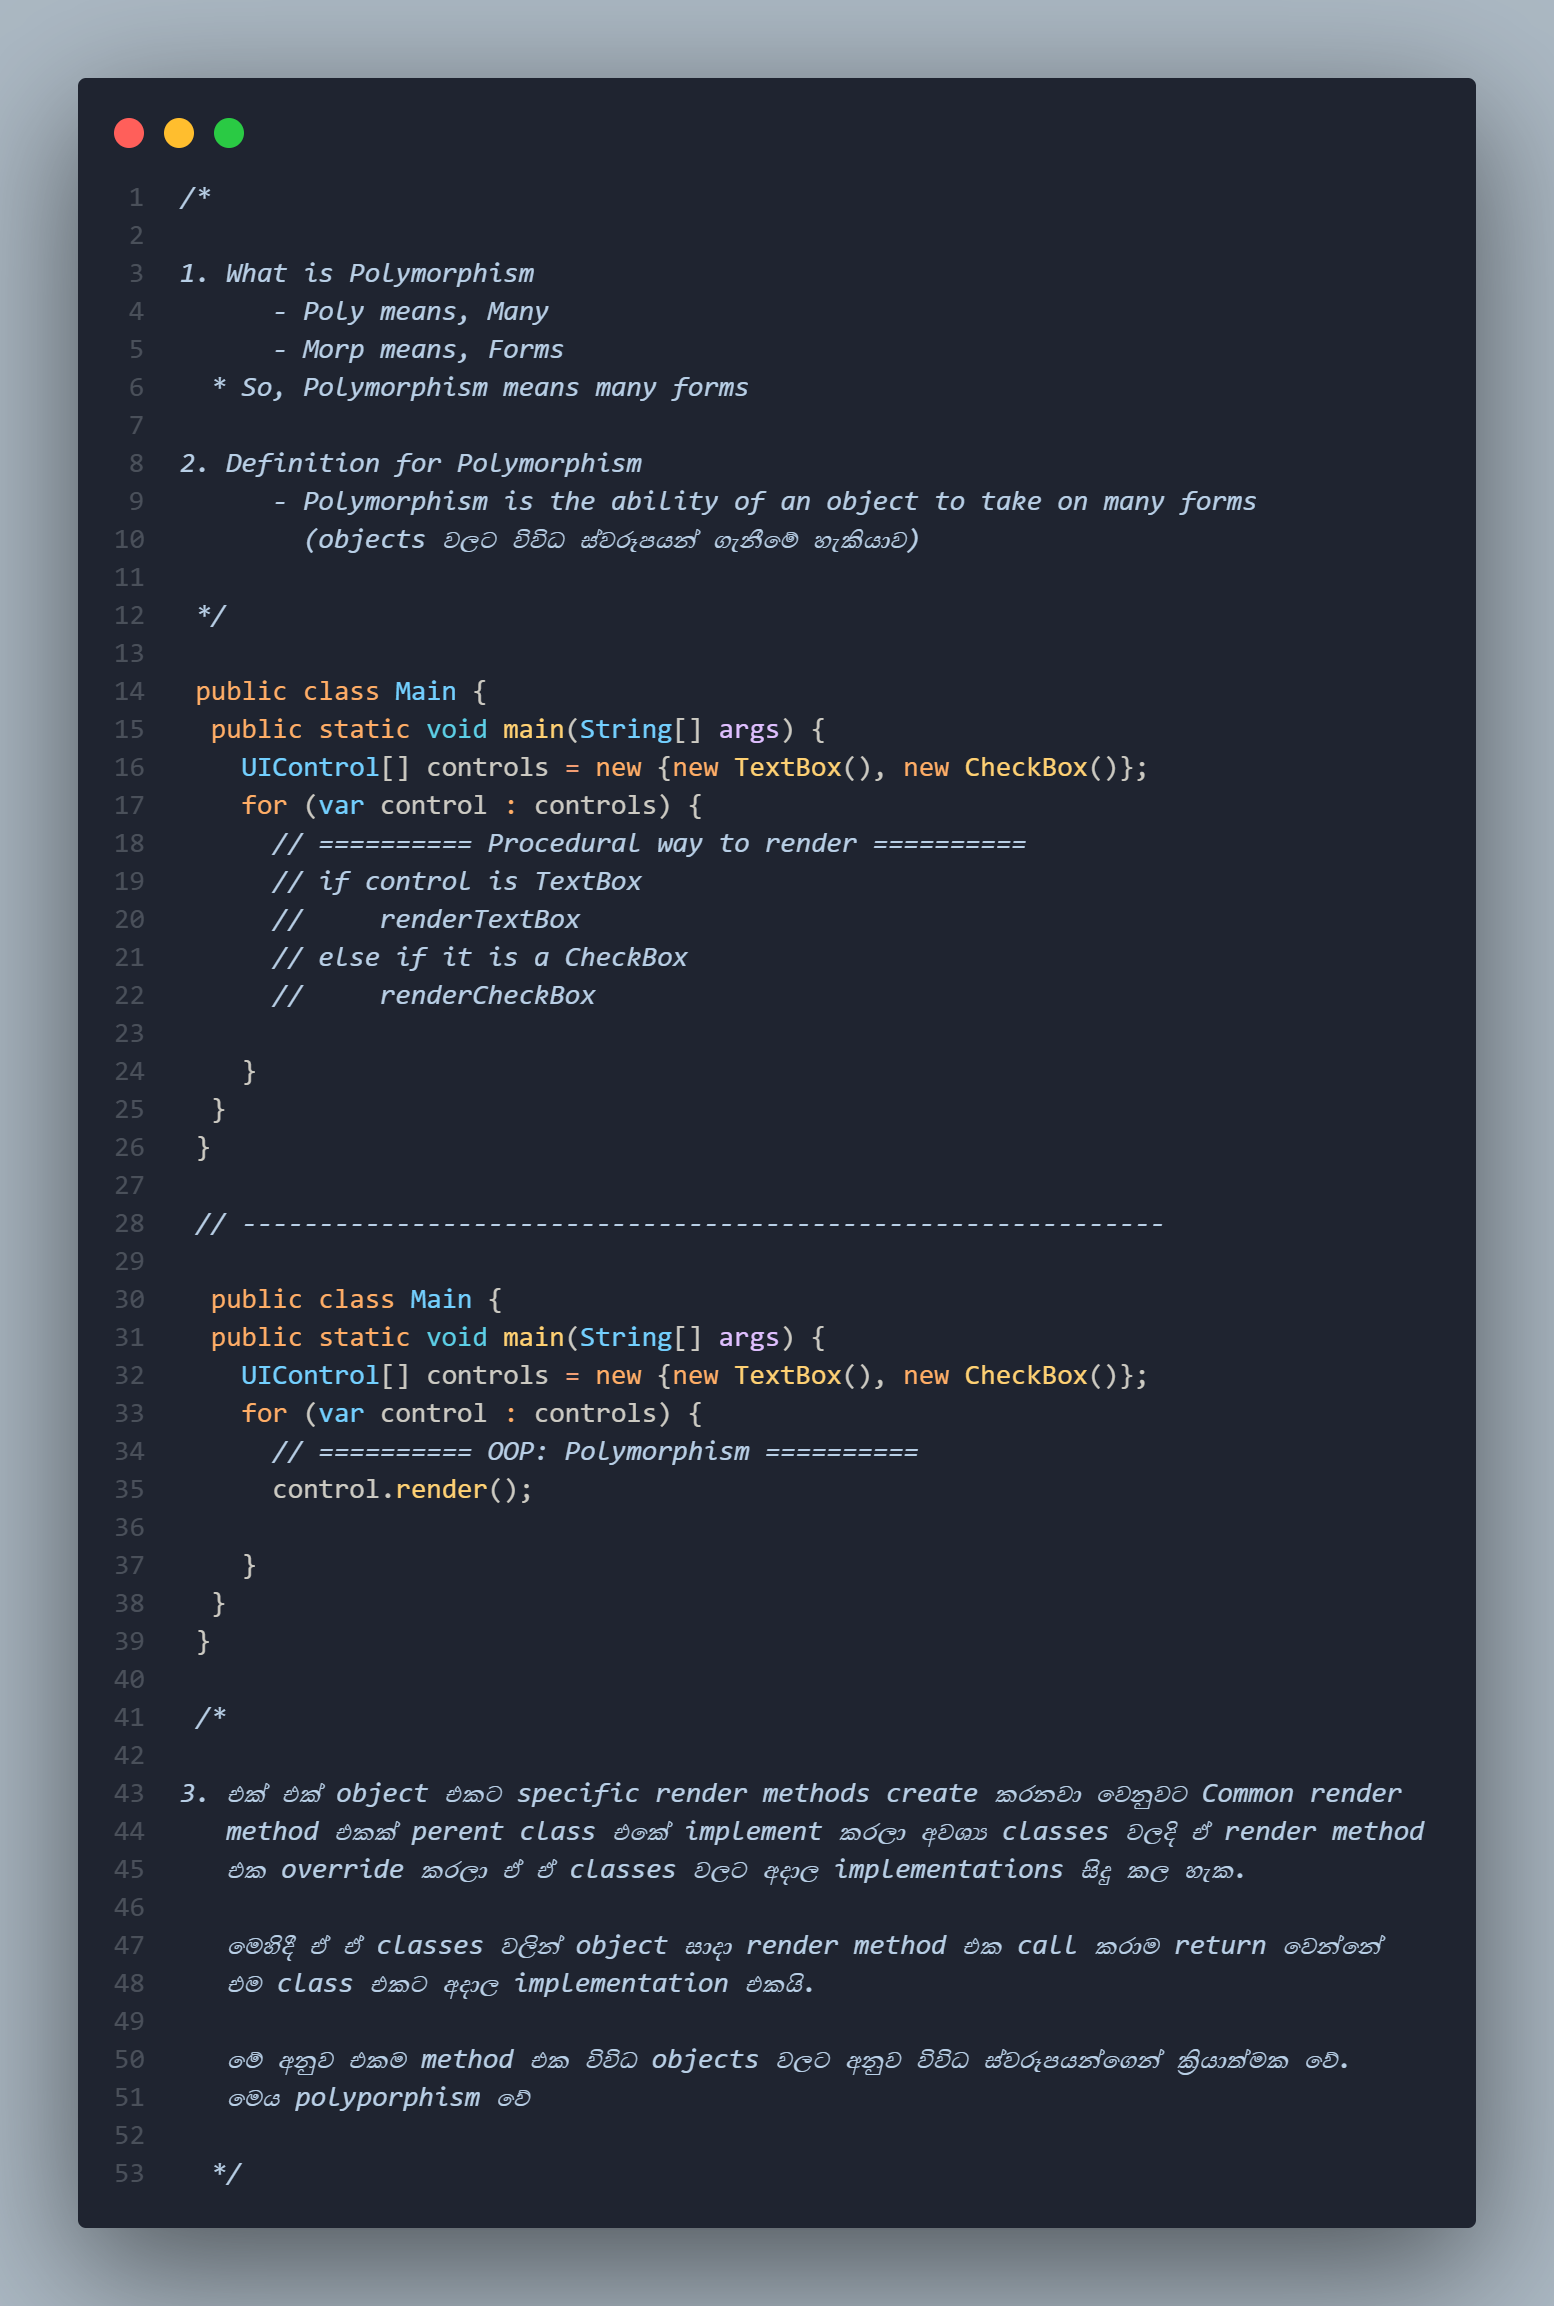 1 /*
2
3 1. What is Polymorphism
4 - Poly means, Many
5 - Morp means, Forms
6 * So, Polymorphism means many forms
7
8 2. Definition for Polymorphism
9 - Polymorphism is the ability of an object to take on many forms
10 (objects වලට විවිධ ස්වරූපයන් ගැනීමේ හැකියාව)
11
12 */
13
14 public class Main {
15 public static void main(String[] args) {
16 UIControl[] controls = new {new TextBox(), new CheckBox()};
17 for (var control : controls) {
18 // ========== Procedural way to render ==========
19 // if control is TextBox
20 // renderTextBox
21 // else if it is a CheckBox
22 // renderCheckBox
23
24 }
25 }
26 }
27
28 // ------------------------------------------------------------
29
30 public class Main {
31 public static void main(String[] args) {
32 UIControl[] controls = new {new TextBox(), new CheckBox()};
33 for (var control : controls) {
34 // ========== OOP: Polymorphism ==========
35 control.render();
36
37 }
38 }
39 }
40
41 /*
42
43 3. එක් එක් object එකට specific render methods create කරනවා වෙනුවට Common render
44 method එකක් perent class එකේ implement කරලා අවශ්‍ය classes වලදි ඒ render method
45 එක override කරලා ඒ ඒ classes වලට අදාල implementations සිදු කල හැක.
46
47 මෙහිදී ඒ ඒ classes වලින් object සාදා render method එක call කරාම return වෙන්නේ
48 එම class එකට අදාල implementation එකයි.
49
50 මේ අනුව එකම method එක විවිධ objects වලට අනුව විවිධ ස්වරූපයන්ගෙන් ක්‍රියාත්මක වේ.
51 මෙය polyporphism වේ
52
53 */